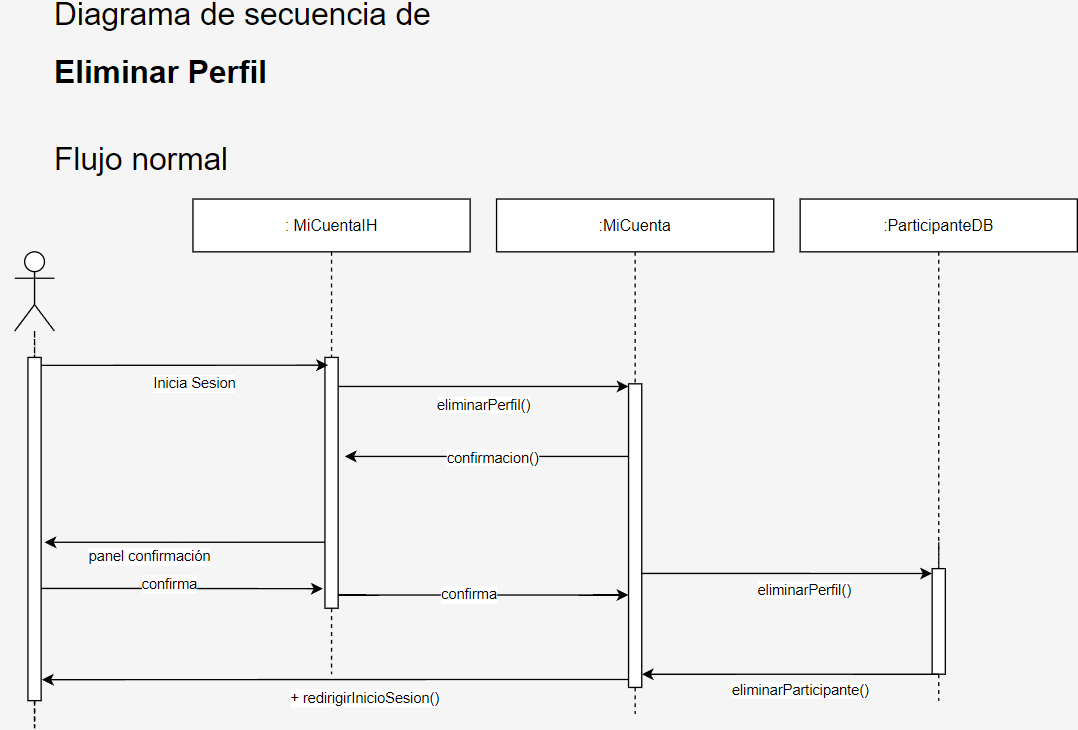 Diagrama de secuencia de
Eliminar Perfil
Flujo normal
: MiCuentaIH
:MiCuenta
:ParticipanteDB
Inicia Sesion
eliminarPerfil()
confirmacion()
panel confirmación
confirma
confirma
eliminarPerfil()
eliminarParticipante()
+ redirigirInicioSesion()